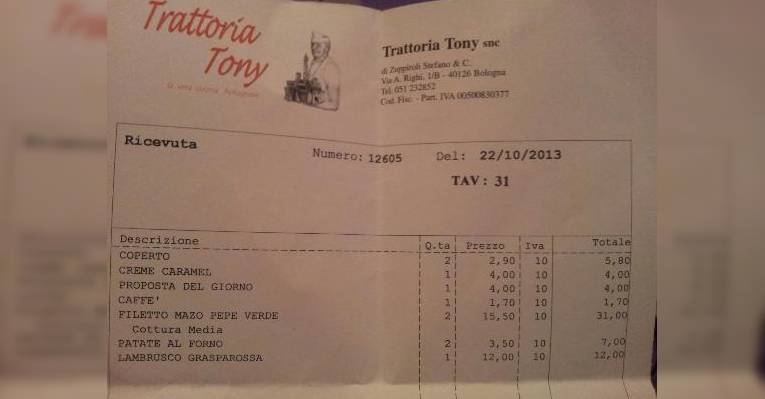 Trattoria
Tony
la vera cucina bolognese
Trattoria Tony snc
di Zuppiroli Stefano & C.
Via A. Righi, 1/B - 40126 Bologna
Tel. 051 232852
Cod. Fisc. - Part. IVA 00500830377
Ricevuta Numero: 12605 Del: 22/10/2013
TAV: 31
Descrizione Q.ta Prezzo Iva Totale
COPERTO 2 2,90 10 5,80
CREME CARAMEL 1 4,00 10 4,00
PROPOSTA DEL GIORNO 1 4,00 10 4,00
CAFFE' 1 1,70 10 1,70
FILETTO MAZO PEPE VERDE 2 15,50 10 31,00
Cottura Media
PATATE AL FORNO 2 3,50 10 7,00
LAMBRUSCO GRASPAROSSA 1 12,00 10 12,00